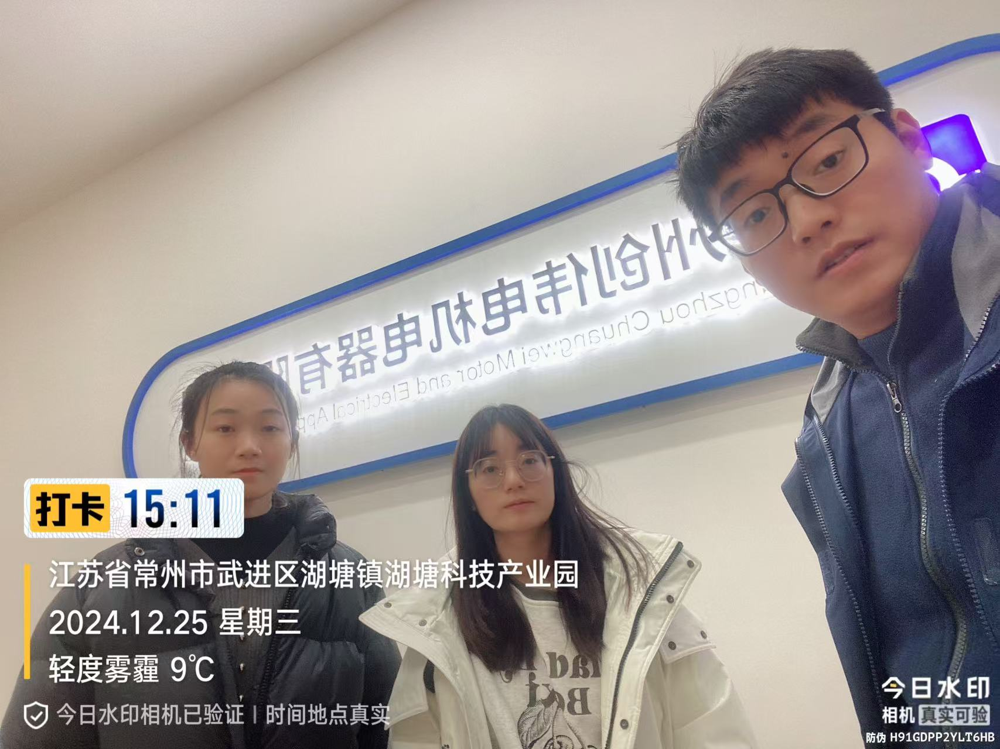 州创伟电机电器有限
ngzhou Chuangwei Motor and Electrical App
打卡 15:11
江苏省常州市武进区湖塘镇湖塘科技产业园
2024.12.25 星期三
轻度雾霾 9℃
今日水印相机已验证 | 时间地点真实
今日水印
相机 真实可验
防伪 H91GDPP2YLT6HB